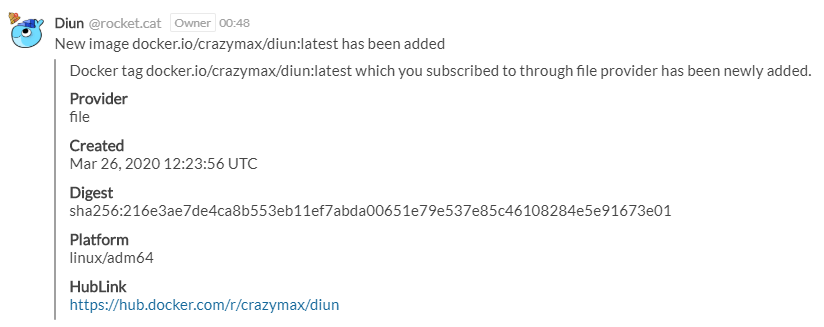 Diun @rocket.cat Owner 00:48
New image docker.io/crazymax/diun:latest has been added
Docker tag docker.io/crazymax/diun:latest which you subscribed to through file provider has been newly added.
Provider
file
Created
Mar 26, 2020 12:23:56 UTC
Digest
sha256:216e3ae7de4ca8b553eb11ef7abda00651e79e537e85c46108284e5e91673e01
Platform
linux/adm64
HubLink
https://hub.docker.com/r/crazymax/diun